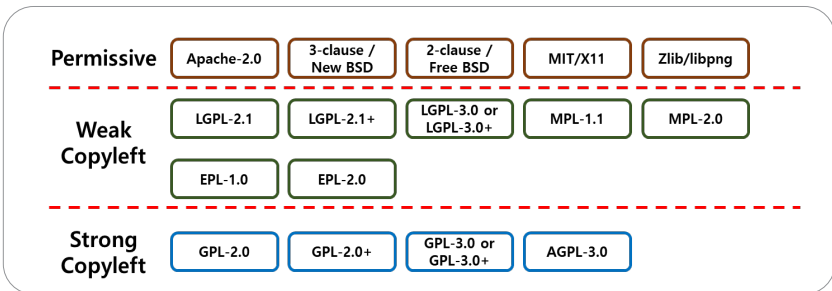 Permissive
Apache-2.0
3-clause /
New BSD
2-clause /
Free BSD
MIT/X11
Zlib/libpng
Weak
Copyleft
LGPL-2.1
LGPL-2.1+
LGPL-3.0 or
LGPL-3.0+
MPL-1.1
MPL-2.0
EPL-1.0
EPL-2.0
Strong
Copyleft
GPL-2.0
GPL-2.0+
GPL-3.0 or
GPL-3.0+
AGPL-3.0